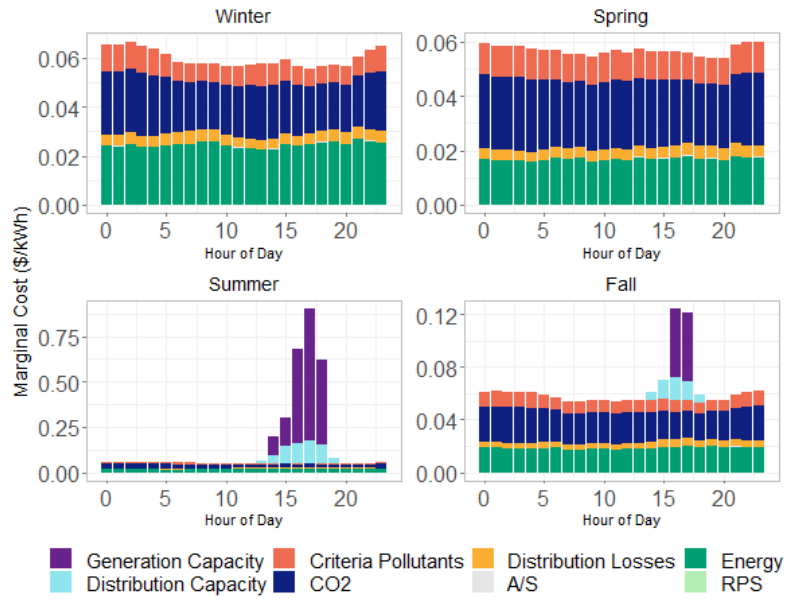 Winter
Spring
Marginal Cost ($/kWh)
0.06
0.04
0.02
0.00
0 5 10 15 20
Hour of Day
0.06
0.04
0.02
0.00
0 5 10 15 20
Hour of Day
Summer
Fall
0.75
0.50
0.25
0.00
0 5 10 15 20
Hour of Day
0.12
0.08
0.04
0.00
0 5 10 15 20
Hour of Day
Generation Capacity Criteria Pollutants Distribution Losses Energy
Distribution Capacity CO2 A/S RPS